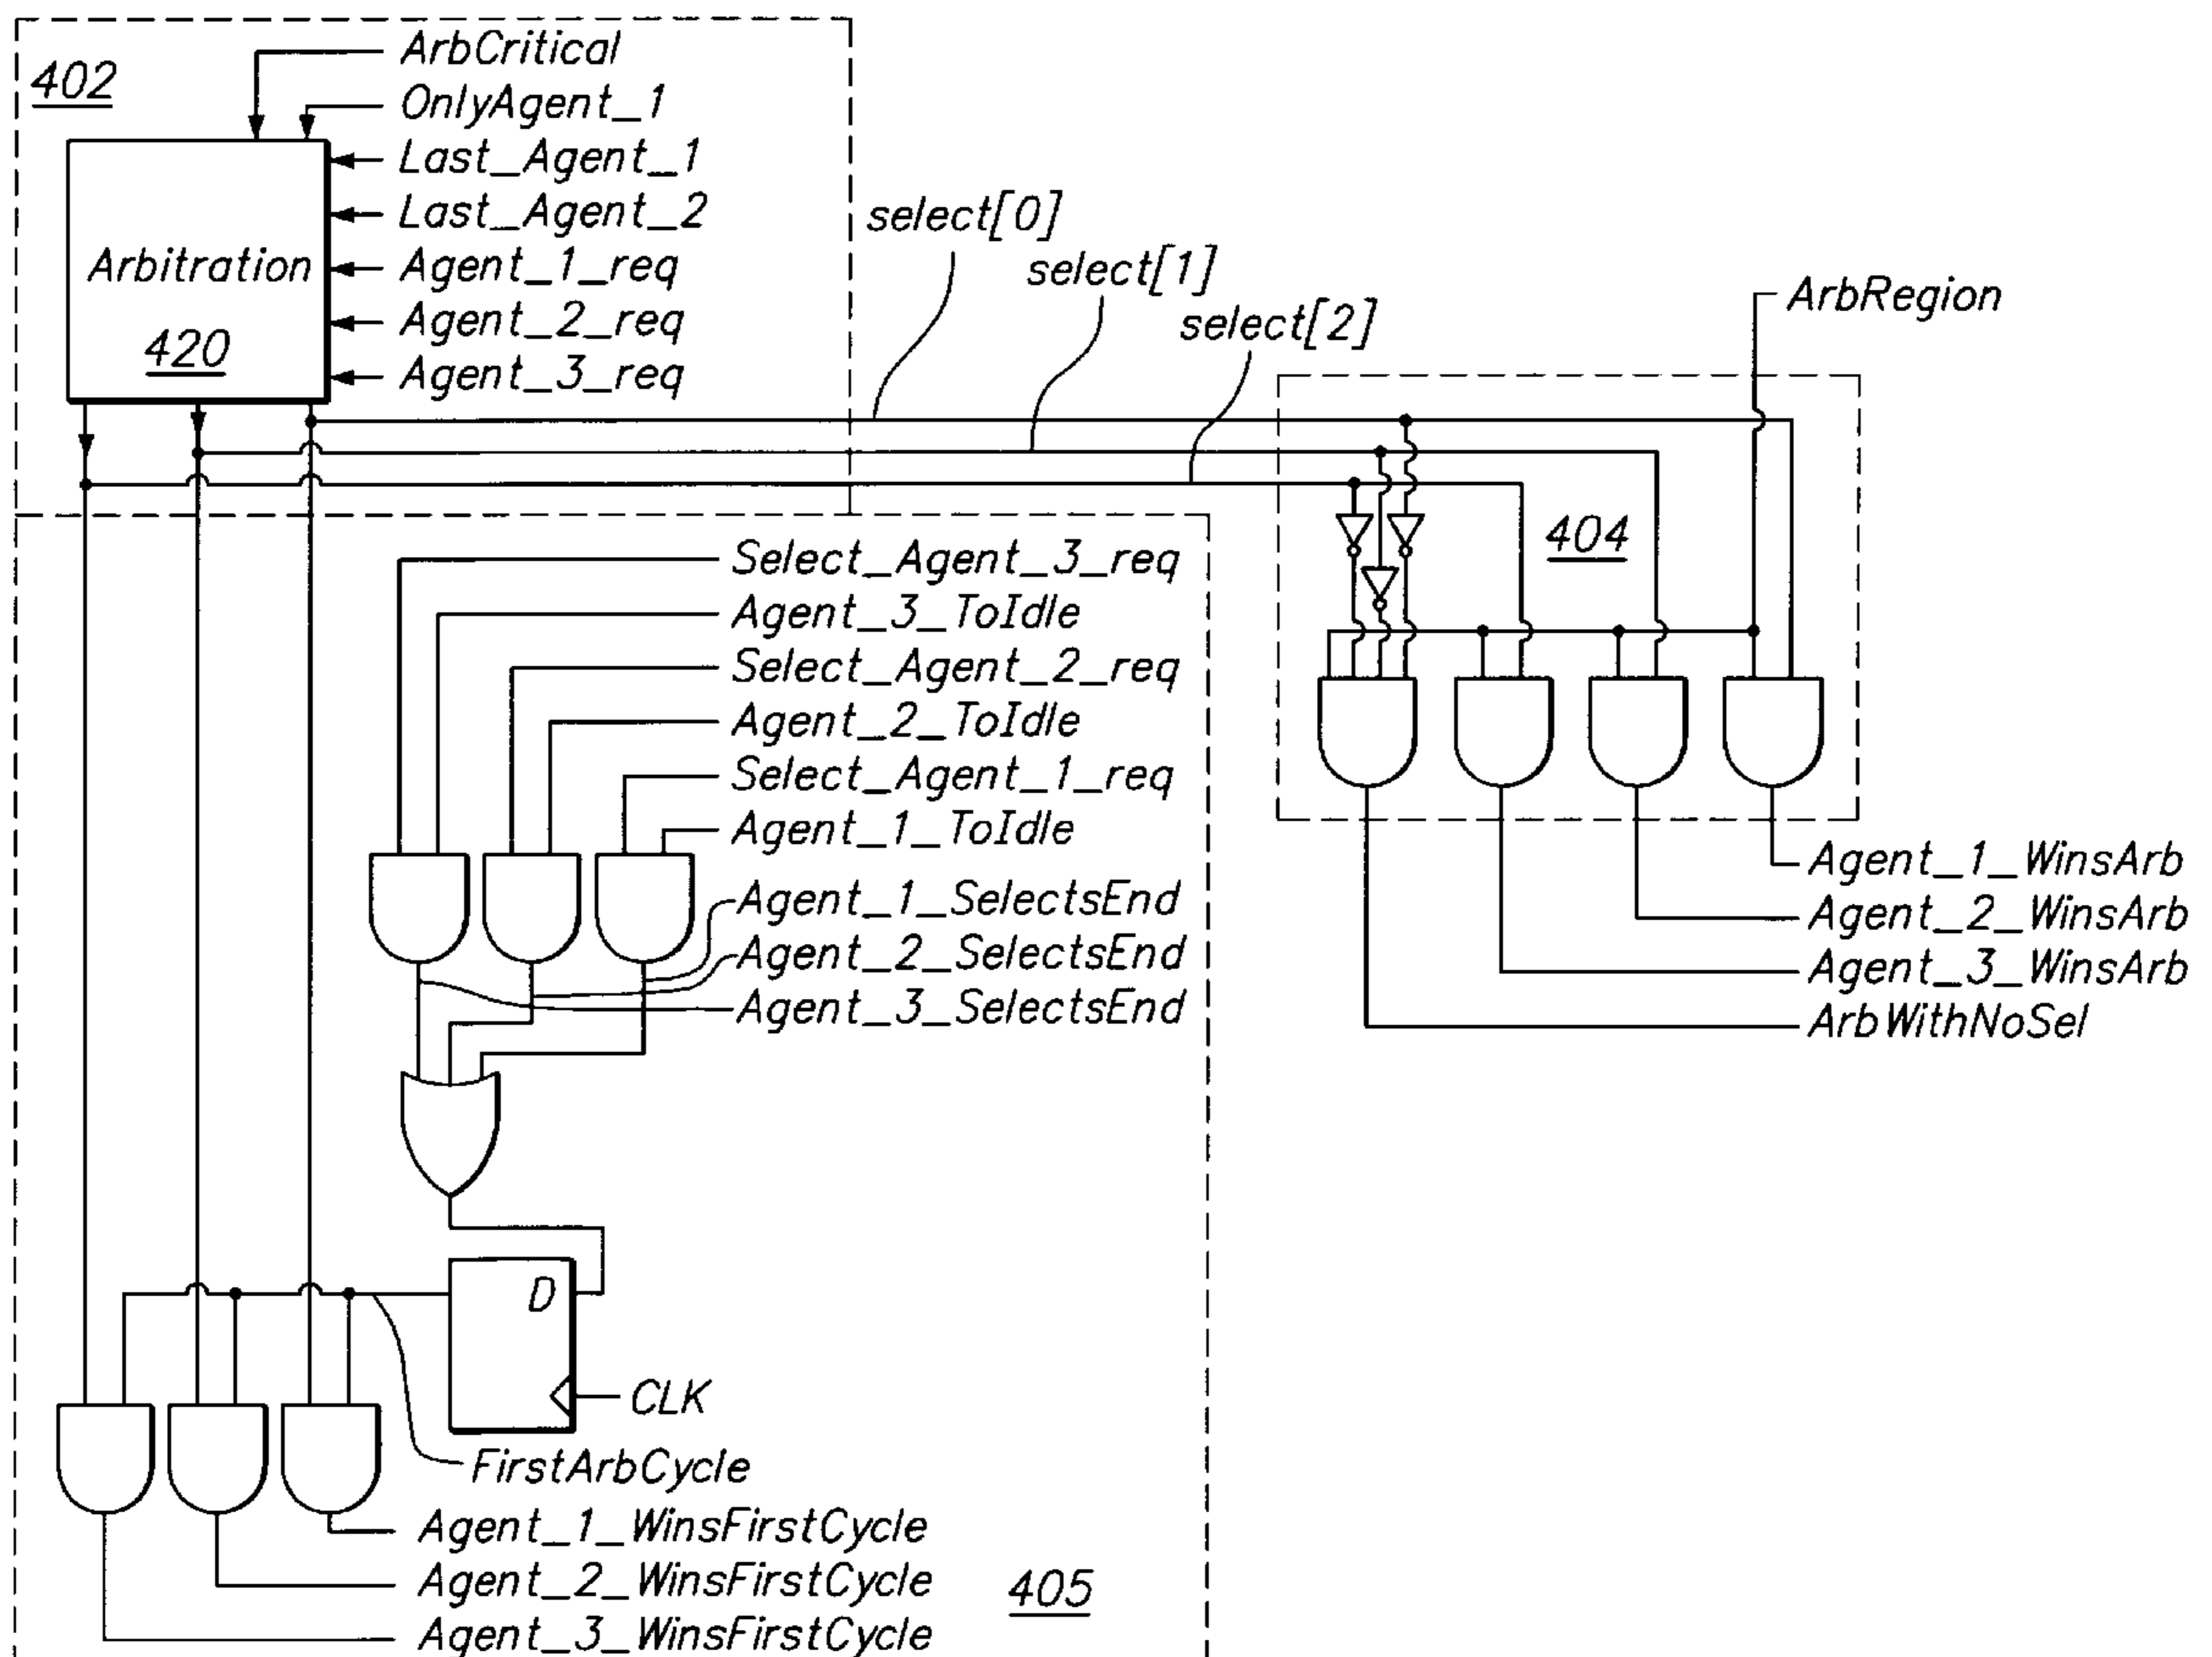 402
ArbCritical
OnlyAgent_1
Last_Agent_1
Last_Agent_2
Arbitration
Agent_1_req
Agent_2_req
420
Agent_3_req
select[0]
select[1]
select[2]
ArbRegion
404
Select_Agent_3_req
Agent_3_ToIdle
Select_Agent_2_req
Agent_2_ToIdle
Select_Agent_1_req
Agent_1_ToIdle
Agent_1_SelectsEnd
Agent_2_SelectsEnd
Agent_3_SelectsEnd
Agent_1_WinsArb
Agent_2_WinsArb
Agent_3_WinsArb
ArbWithNoSel
D
CLK
FirstArbCycle
Agent_1_WinsFirstCycle
Agent_2_WinsFirstCycle
Agent_3_WinsFirstCycle
405